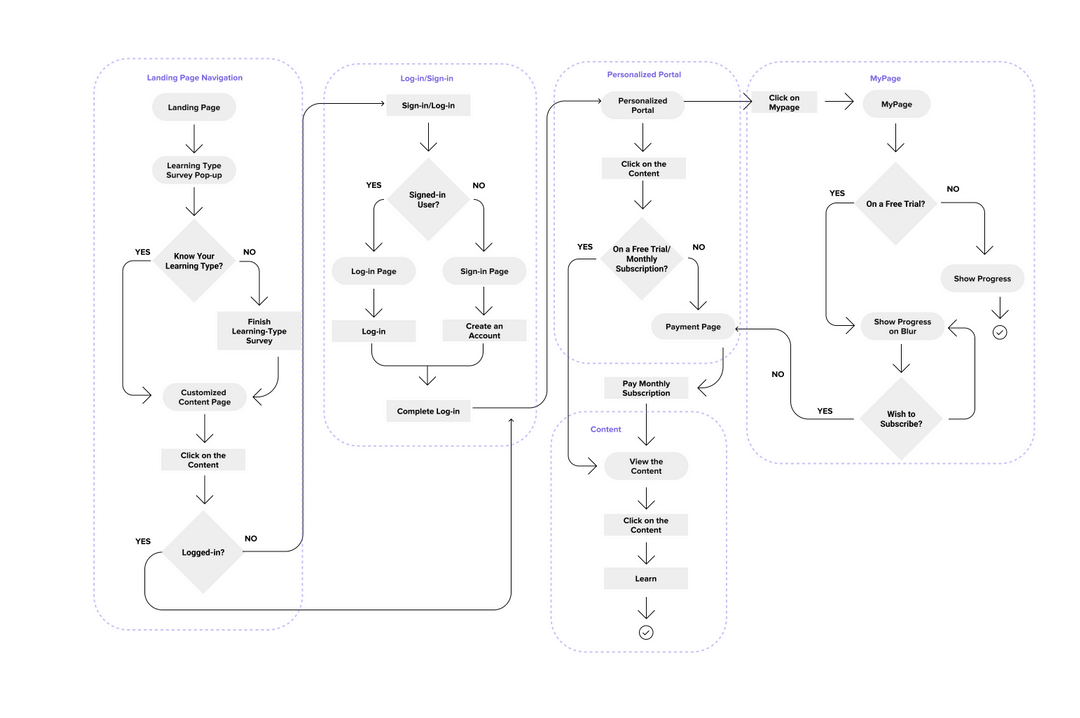 Landing Page Navigation
Landing Page
Learning Type
Survey Pop-up
YES
NO
Know Your
Learning Type?
Finish
Learning-Type
Survey
Customized
Content Page
Click on the
Content
YES
NO
Logged-in?
Log-in/Sign-in
Sign-in/Log-in
YES
NO
Signed-in
User?
Log-in Page
Sign-in Page
Log-in
Create an
Account
Complete Log-in
Personalized Portal
Personalized
Portal
Click on the
Content
YES
NO
On a Free Trial/
Monthly
Subscription?
Payment Page
Pay Monthly
Subscription
Content
View the
Content
Click on the
Content
Learn
MyPage
Click on
Mypage
MyPage
YES
NO
On a Free Trial?
Show Progress
Show Progress
on Blur
NO
YES
Wish to
Subscribe?